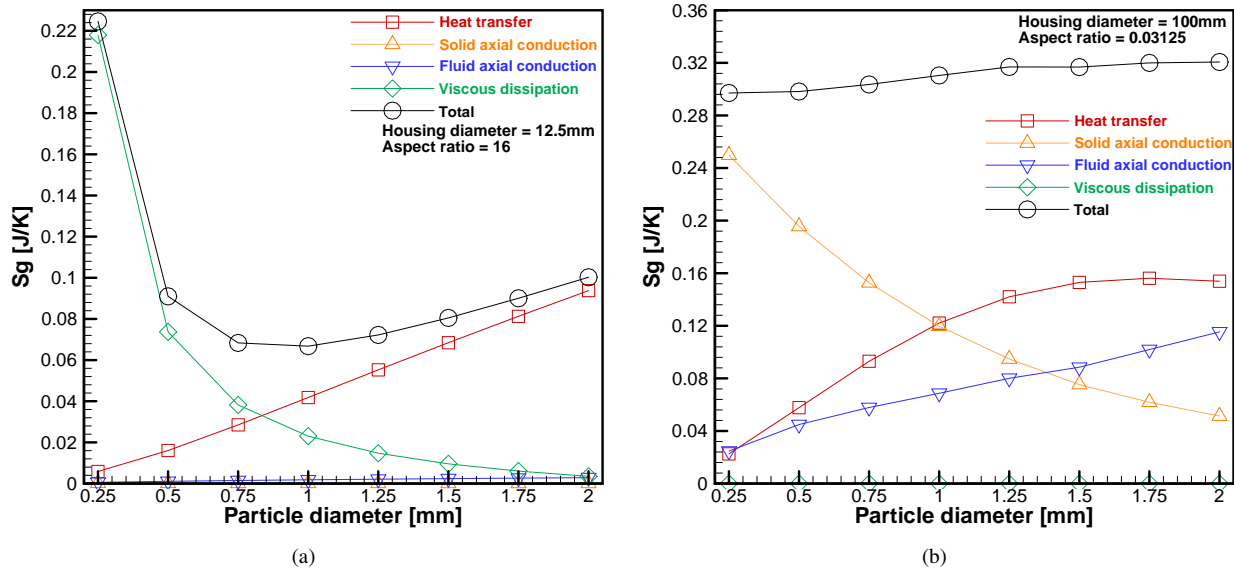 0.22
0.2
0.18
0.16
0.14
0.12
0.1
0.08
0.06
0.04
0.02
0
Sg [J/K]
Heat transfer
Solid axial conduction
Fluid axial conduction
Viscous dissipation
Total
Housing diameter = 12.5mm
Aspect ratio = 16
0.25 0.5 0.75 1 1.25 1.5 1.75 2
Particle diameter [mm]
(a)
0.36
0.32
0.28
0.24
0.2
0.16
0.12
0.08
0.04
0
Sg [J/K]
Housing diameter = 100mm
Aspect ratio = 0.03125
Heat transfer
Solid axial conduction
Fluid axial conduction
Viscous dissipation
Total
0.25 0.5 0.75 1 1.25 1.5 1.75 2
Particle diameter [mm]
(b)